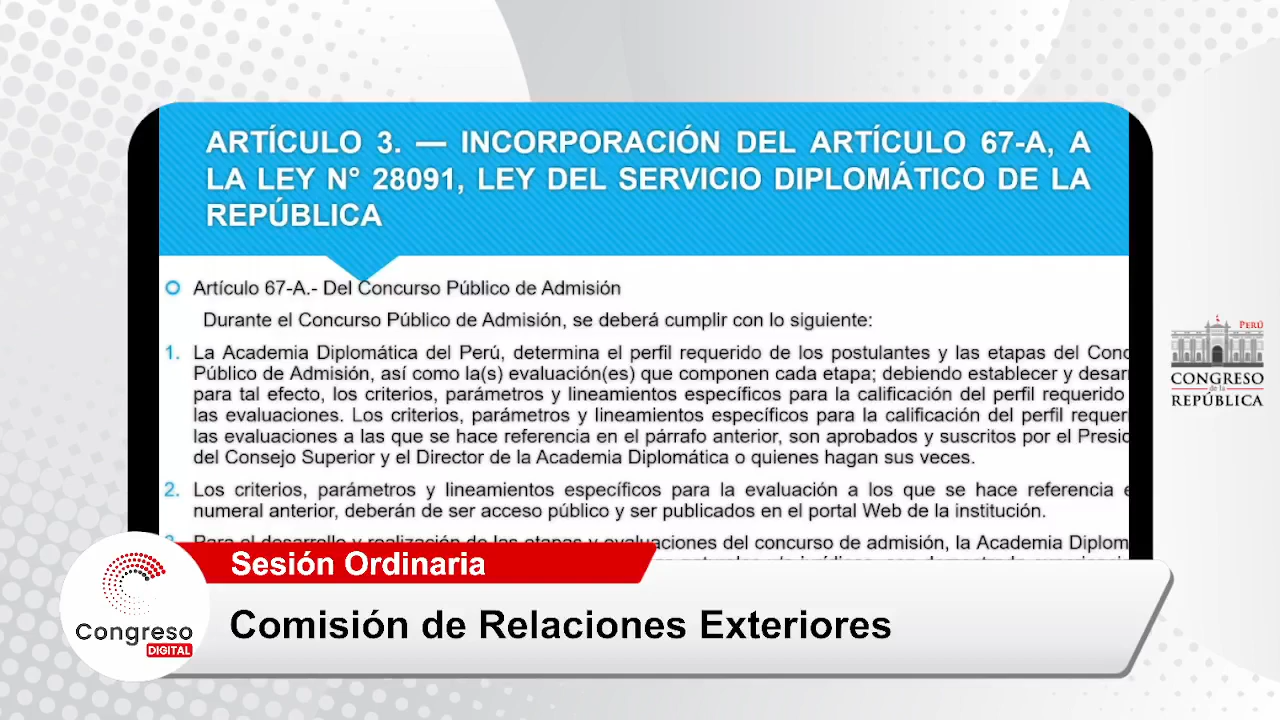 ARTÍCULO 3. — INCORPORACIÓN DEL ARTÍCULO 67-A, A
LA LEY N° 28091, LEY DEL SERVICIO DIPLOMÁTICO DE LA
REPÚBLICA
Artículo 67-A.- Del Concurso Público de Admisión
Durante el Concurso Público de Admisión, se deberá cumplir con lo siguiente:
1. La Academia Diplomática del Perú, determina el perfil requerido de los postulantes y las etapas del
Público de Admisión, así como la(s) evaluación(es) que componen cada etapa; debiendo establecer y
para tal efecto, los criterios, parámetros y lineamientos específicos para la calificación del perfil requerido
las evaluaciones. Los criterios, parámetros y lineamientos específicos para la calificación del perfil
las evaluaciones a las que se hace referencia en el párrafo anterior, son aprobados y suscritos por el
del Consejo Superior y el Director de la Academia Diplomática o quienes hagan sus veces.
2. Los criterios, parámetros y lineamientos específicos para la evaluación a los que se hace referencia
numeral anterior, deberán de ser acceso público y ser publicados en el portal Web de la institución.
del concurso de admisión, la Academia
Sesión Ordinaria
Comisión de Relaciones Exteriores
Congreso
DIGITAL
PERÚ
CONGRESO
de la
REPÚBLICA